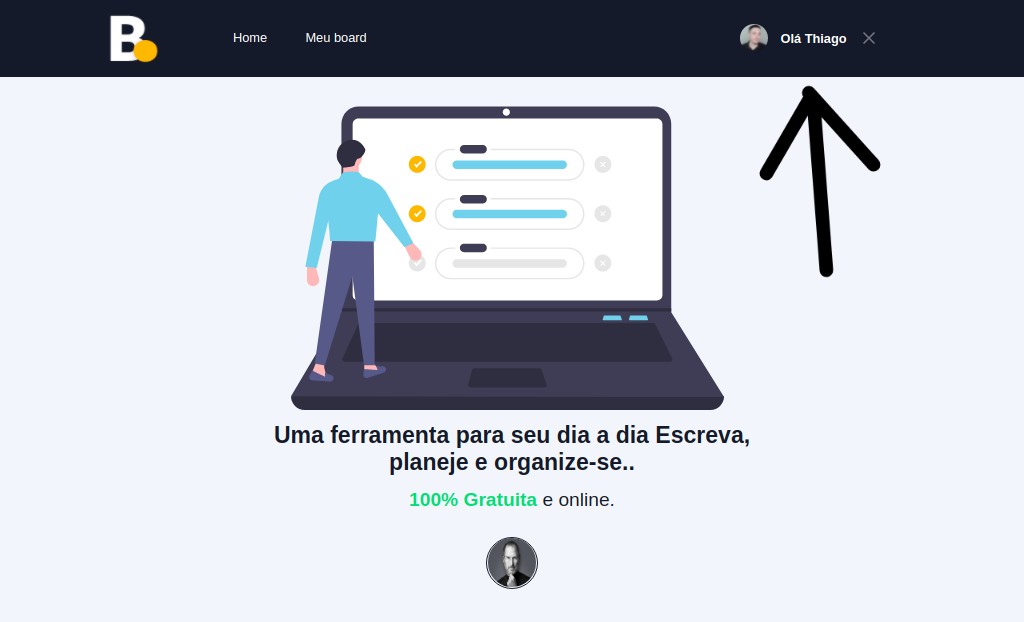 B
Home
Meu board
Olá Thiago
Uma ferramenta para seu dia a dia Escreva,
planeje e organize-se..
100% Gratuita e online.